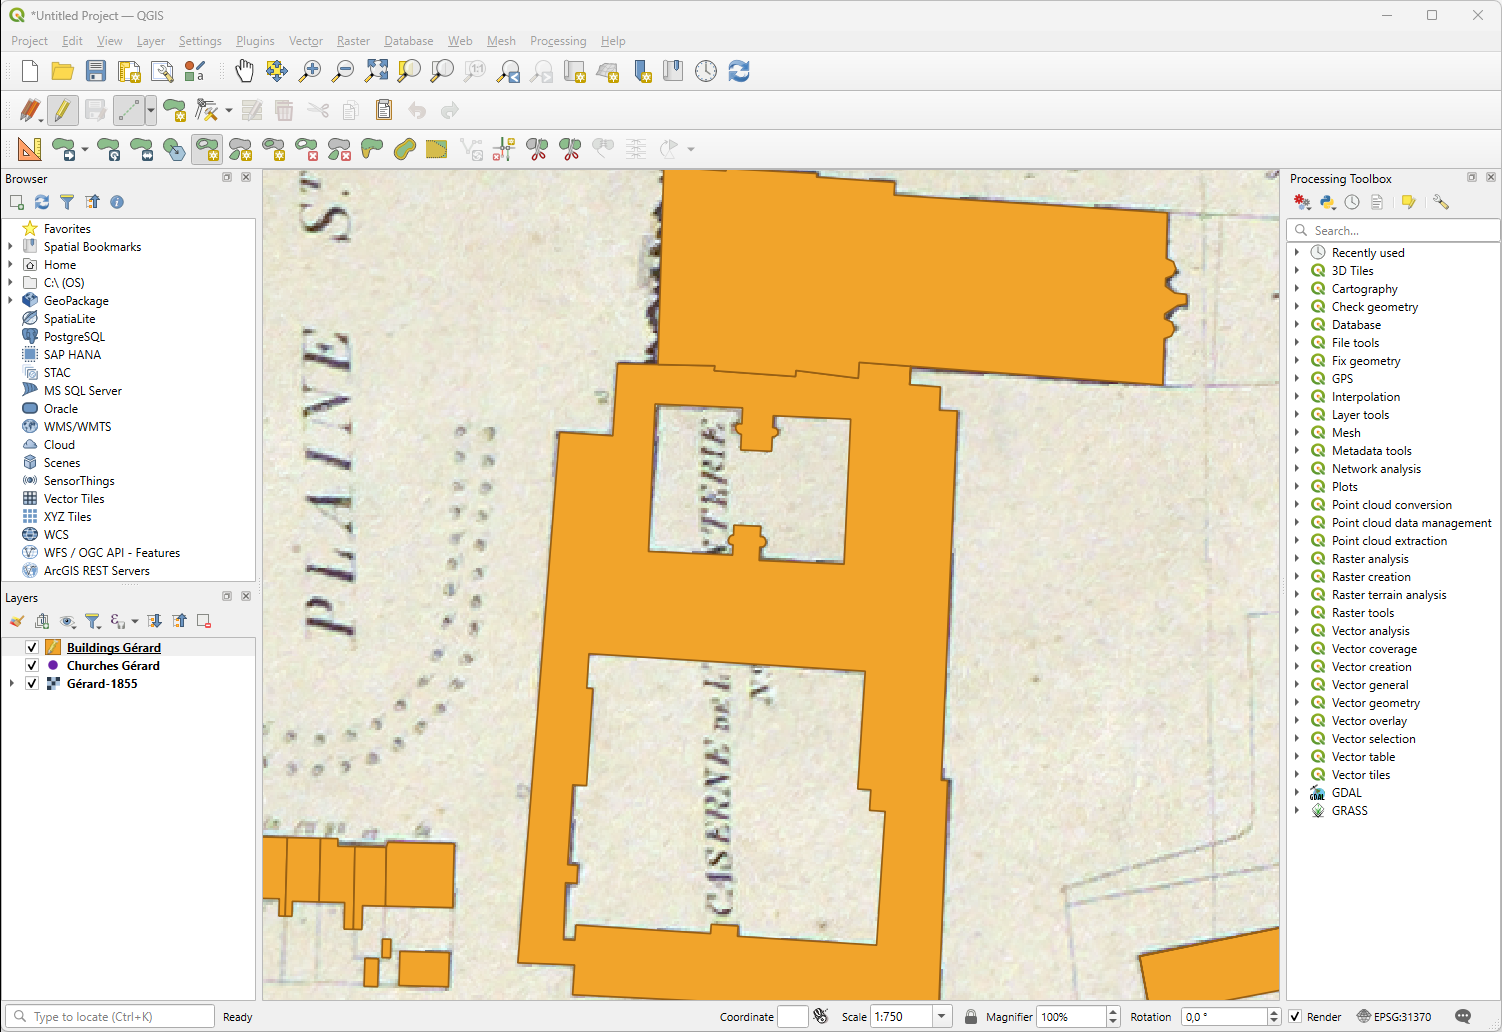 *Untitled Project — QGIS
Project Edit View Layer Settings Plugins Vector Raster Database Web Mesh Processing Help
Browser
Favorites
Spatial Bookmarks
Home
C:\ (OS)
GeoPackage
SpatiaLite
PostgreSQL
SAP HANA
STAC
MS SQL Server
Oracle
WMS/WMTS
Cloud
Scenes
SensorThings
Vector Tiles
XYZ Tiles
WCS
WFS / OGC API - Features
ArcGIS REST Servers
Layers
Buildings Gérard
Churches Gérard
Gérard-1855
PLAINE ST.
TERIE
CASERNE DE L
Processing Toolbox
Search...
Recently used
3D Tiles
Cartography
Check geometry
Database
File tools
Fix geometry
GPS
Interpolation
Layer tools
Mesh
Metadata tools
Network analysis
Plots
Point cloud conversion
Point cloud data management
Point cloud extraction
Raster analysis
Raster creation
Raster terrain analysis
Raster tools
Vector analysis
Vector coverage
Vector creation
Vector general
Vector geometry
Vector overlay
Vector selection
Vector table
Vector tiles
GDAL
GRASS
Type to locate (Ctrl+K) Ready Coordinate Scale 1:750 Magnifier 100% Rotation 0,0 ° Render EPSG:31370